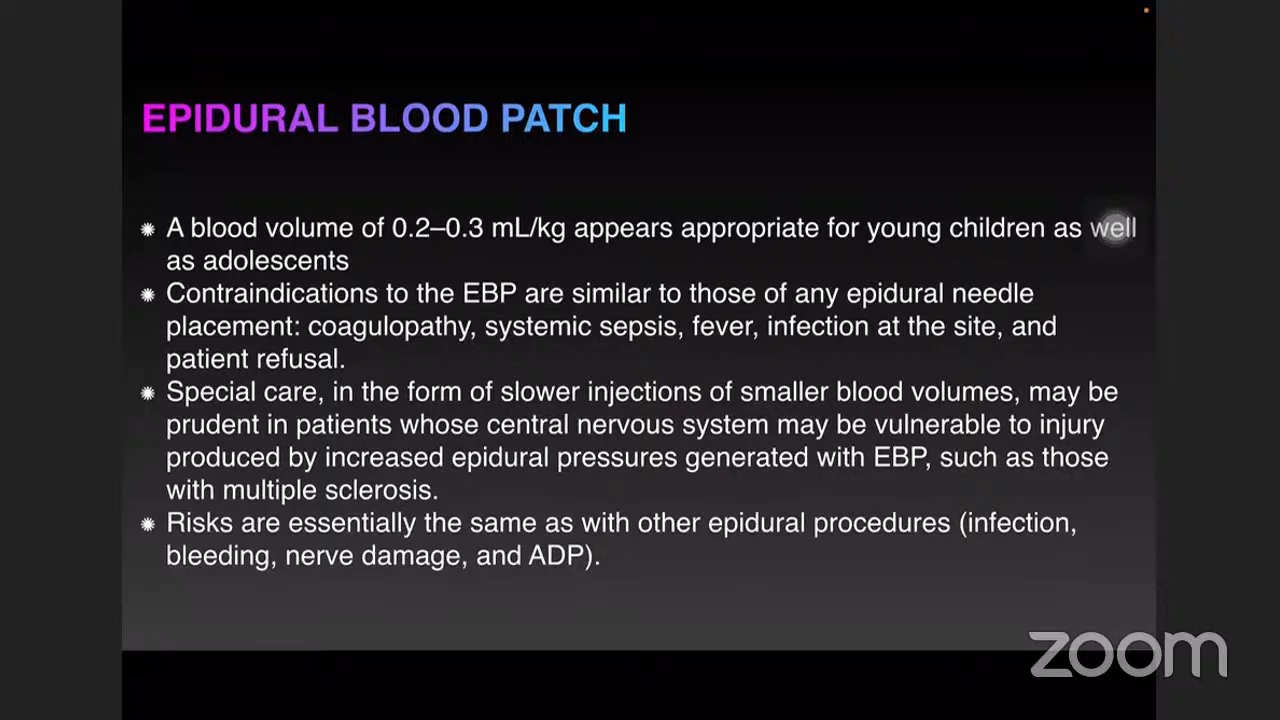 EPIDURAL BLOOD PATCH
A blood volume of 0.2–0.3 mL/kg appears appropriate for young children as well
as adolescents
Contraindications to the EBP are similar to those of any epidural needle
placement: coagulopathy, systemic sepsis, fever, infection at the site, and
patient refusal.
Special care, in the form of slower injections of smaller blood volumes, may be
prudent in patients whose central nervous system may be vulnerable to injury
produced by increased epidural pressures generated with EBP, such as those
with multiple sclerosis.
Risks are essentially the same as with other epidural procedures (infection,
bleeding, nerve damage, and ADP).
zoom